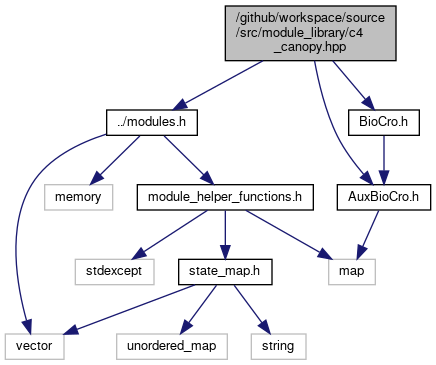 /github/workspace/source
/src/module_library/c4
_canopy.hpp
../modules.h
BioCro.h
memory
module_helper_functions.h
AuxBioCro.h
stdexcept
state_map.h
map
vector
unordered_map
string